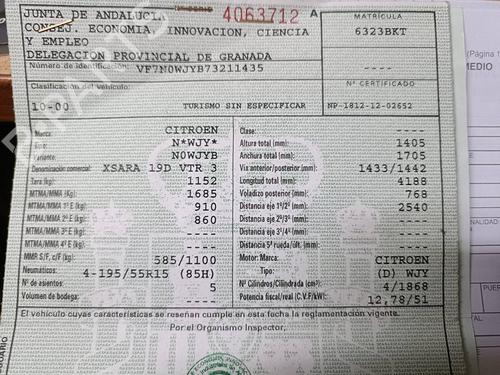 JUNTA DE ANDALUCIA 4063712 A
CONSEJ. ECONOMIA, INNOVACION, CIENCIA
Y EMPLEO
DELEGACION PROVINCIAL DE GRANADA
Número de identificación: VF7N0WJYB73211435
MATRÍCULA
6323BKT
----
Clasificación del vehículo:
10-00 TURISMO SIN ESPECIFICAR
Nº CERTIFICADO
NP-1812-12-02652
Marca: CITROEN
Tipo: N*WJY*
Variante: N0WJYB
Denominación comercial: XSARA 19D VTR 3
Tara (kg): 1152
MTMA/MMA (Kg) 1685
MTMA/MMA 1º E (kg): 910
MTMA/MMA 2º E (kg): 860
MTMA/MMA 3º E (kg): ----
MTMA/MMA 4º E (kg): ----
MMR S/F, c/F (kg): 585/1100
Neumáticos: 4-195/55R15 (85H)
Nº de asientos: 5
Volumen de bodega: ----
Clase: ----
Altura total (mm): 1405
Anchura total (mm): 1705
Vía anterior/posterior (mm): 1433/1442
Longitud total (mm): 4188
Voladizo posterior (mm): 768
Distancia eje 1º/2º (mm): 2540
Distancia eje 2º/3º (mm): ----
Distancia eje 3º/4º (mm): ----
Distancia 5ª rueda/últ. (mm): ----
Motor: Marca: CITROEN
Tipo: (D) WJY
Nº Cilindros/Cilindrada (cm³): 4/1868
Potencia fiscal/real (C.V.F/kW): 12,78/51
El vehículo cuyas características se reseñan cumple en esta fecha la reglamentación vigente.
Por el Organismo Inspector,
(Página 1
MEDIO